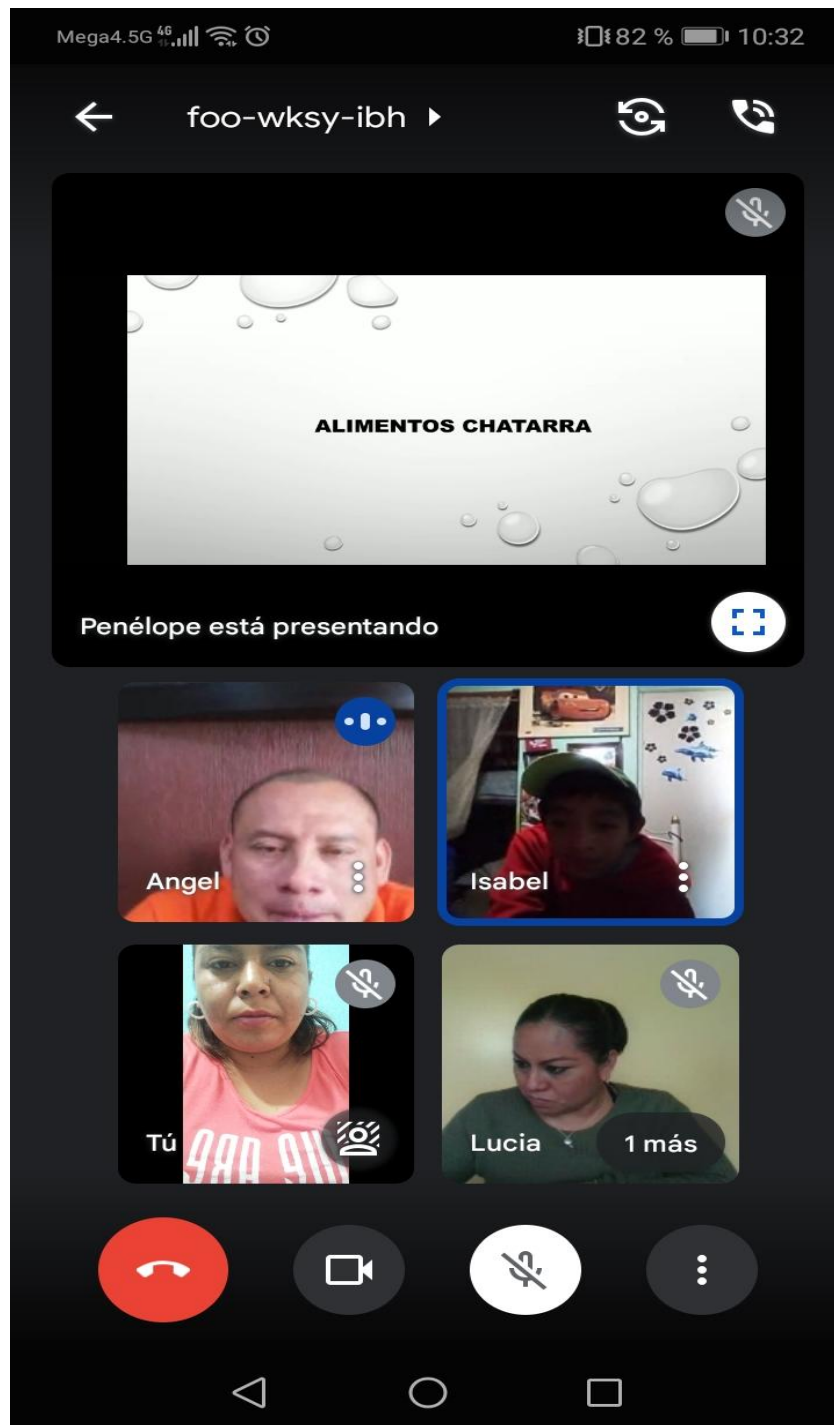 Mega4.5G 4G 82 % 10:32
foo-wksy-ibh
ALIMENTOS CHATARRA
Penélope está presentando
Angel
Isabel
Tú
Lucia
1 más